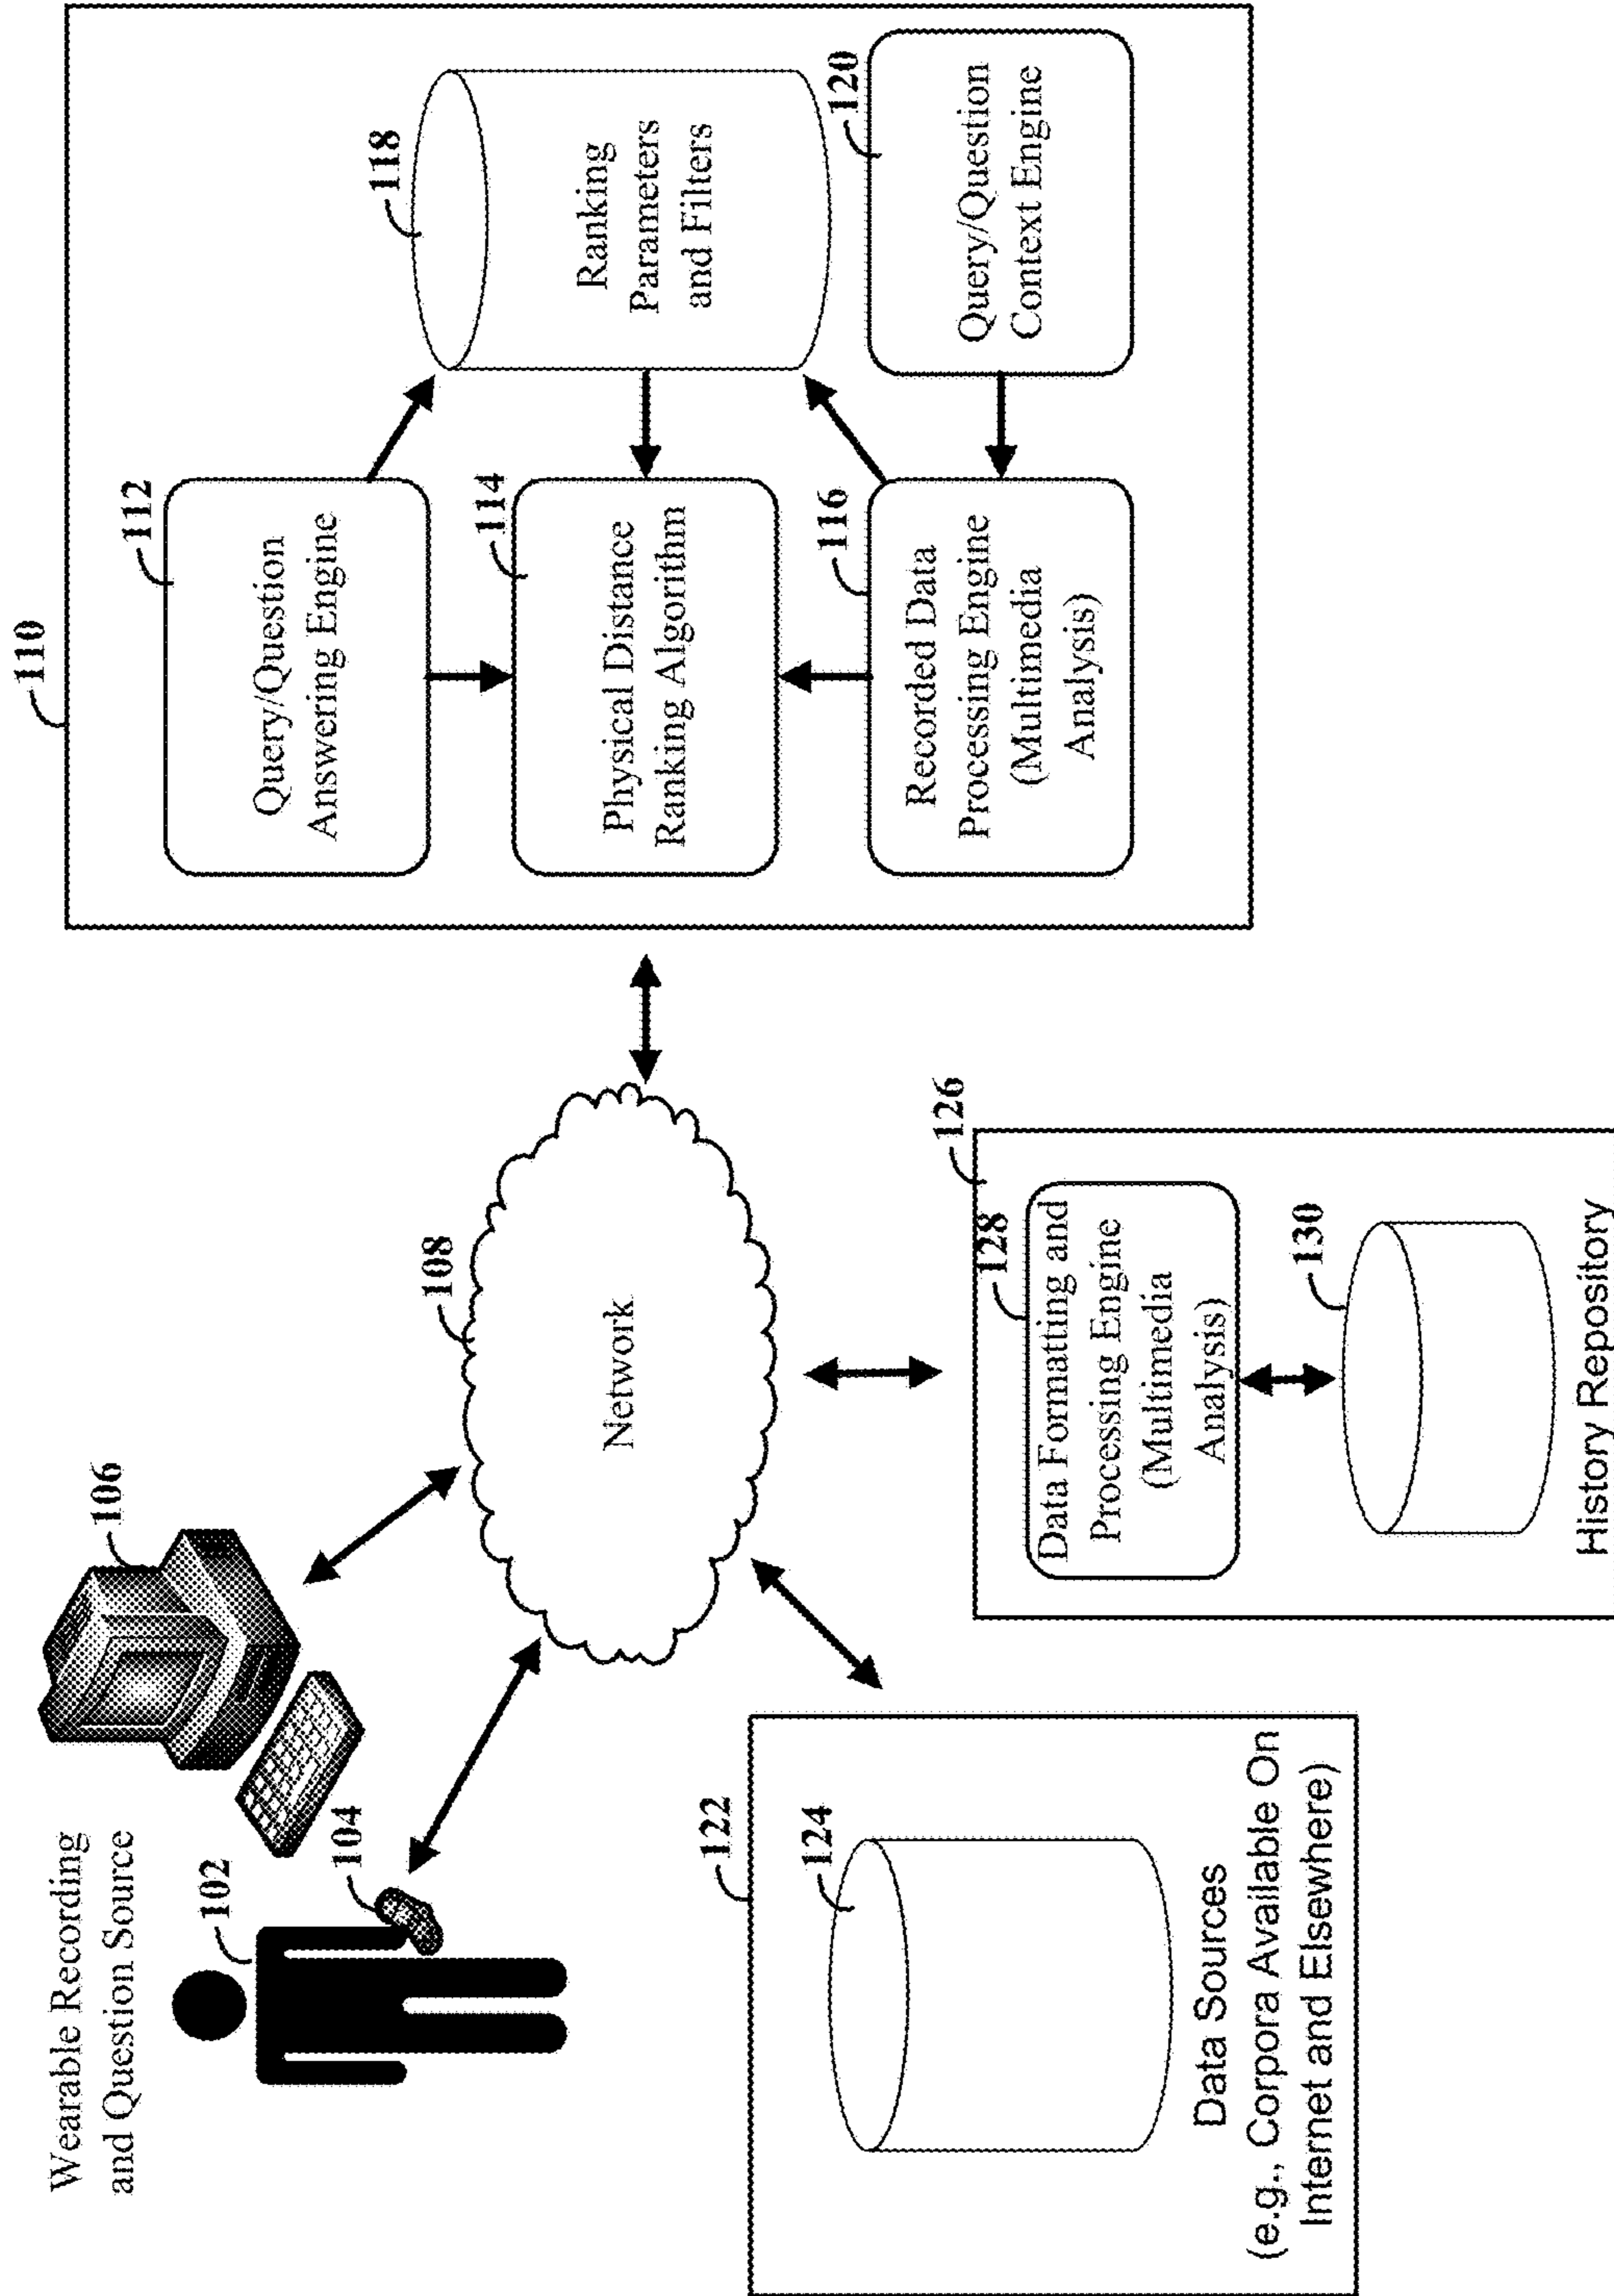 Wearable Recording
and Question Source
102
104
106
108
Network
110
112
Query/Question
Answering Engine
114
Physical Distance
Ranking Algorithm
116
Recorded Data
Processing Engine
(Multimedia
Analysis)
118
Ranking
Parameters
and Filters
120
Query/Question
Context Engine
122
124
Data Sources
(e.g., Corpora Available On
Internet and Elsewhere)
126
128
Data Formatting and
Processing Engine
(Multimedia
Analysis)
130
History Repository